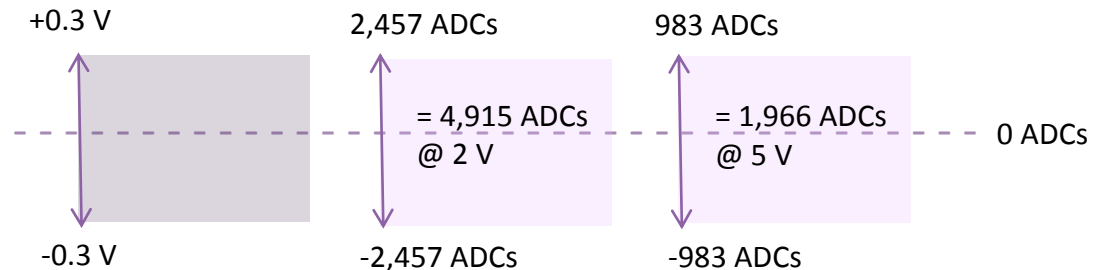 +0.3 V
2,457 ADCs
983 ADCs
= 4,915 ADCs
@ 2 V
= 1,966 ADCs
@ 5 V
0 ADCs
-0.3 V
-2,457 ADCs
-983 ADCs